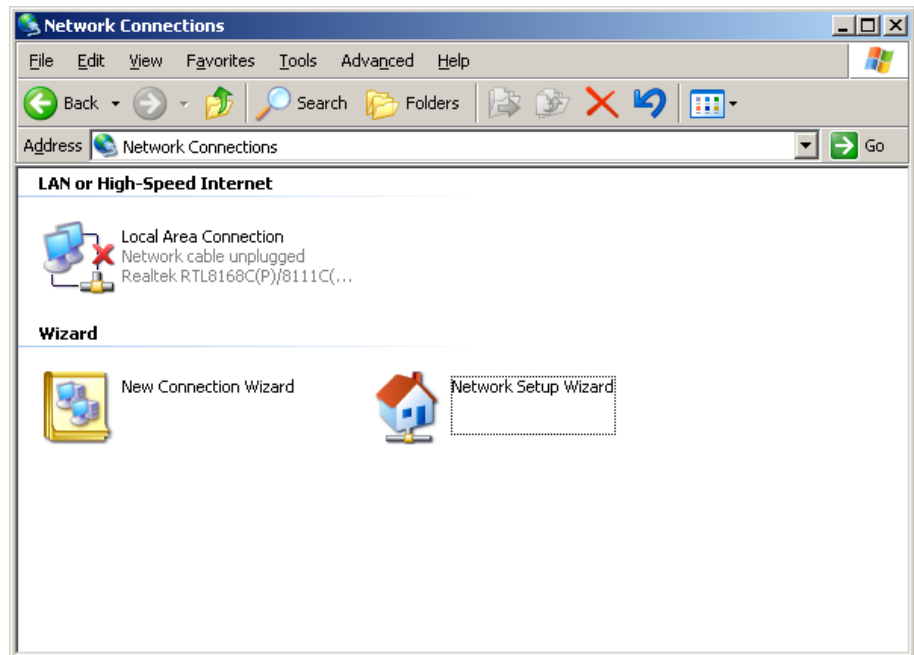 Network Connections
File Edit View Favorites Tools Advanced Help
Back Search Folders
Address Network Connections Go
LAN or High-Speed Internet
Local Area Connection
Network cable unplugged
Realtek RTL8168C(P)/8111C(...
Wizard
New Connection Wizard Network Setup Wizard